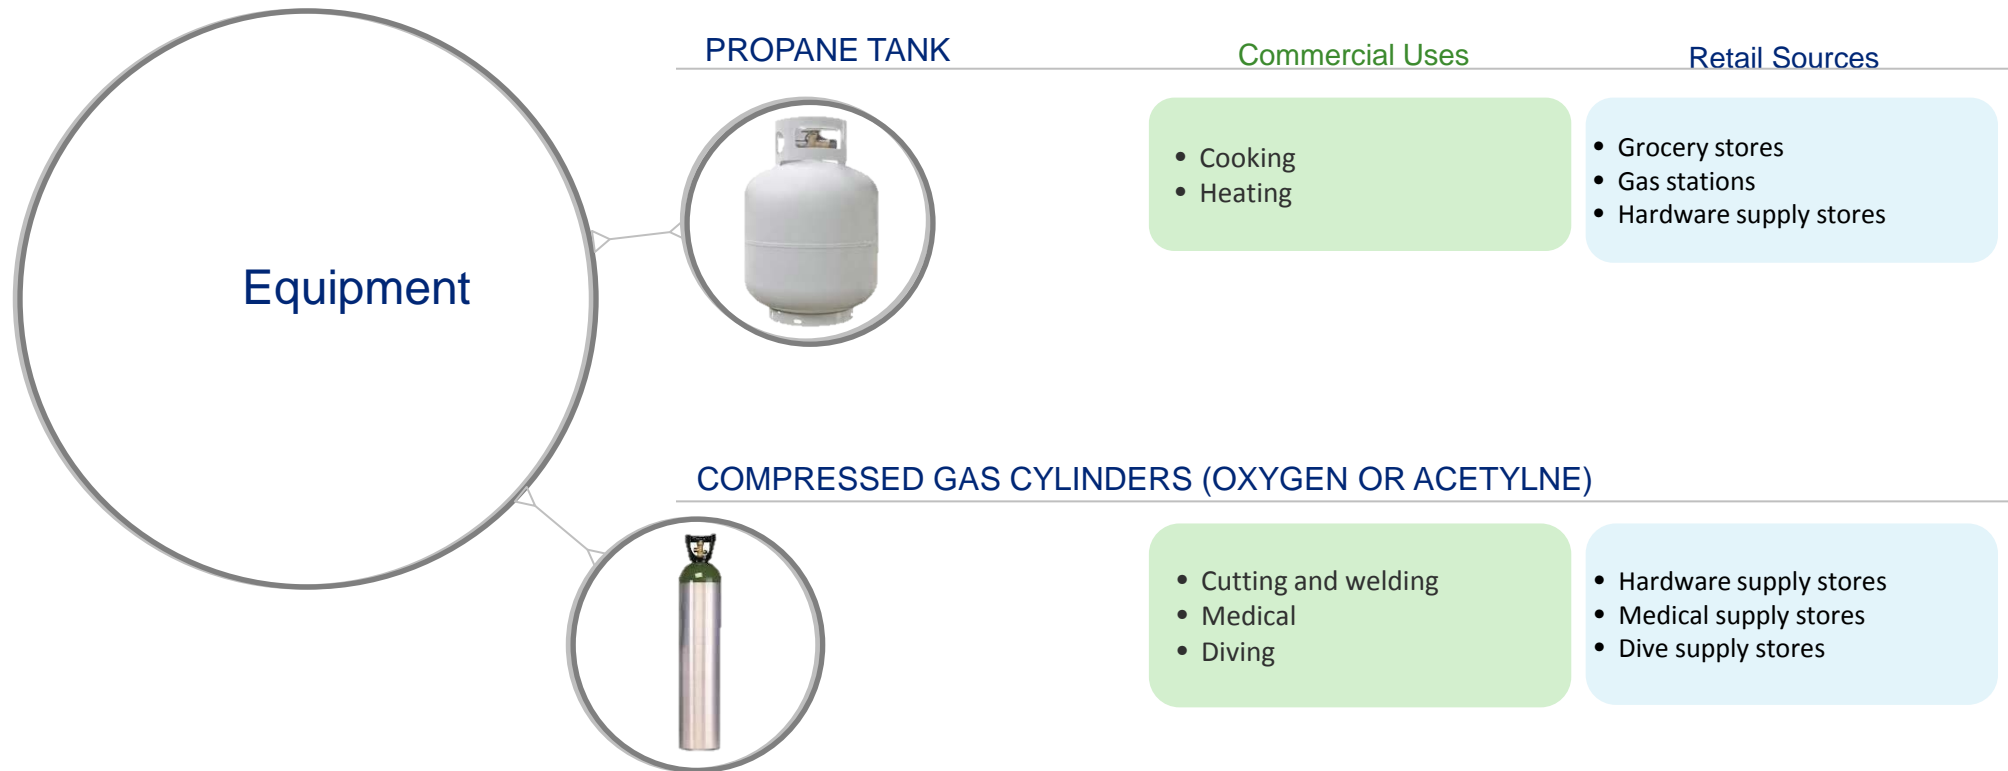 PROPANE TANK
Commercial Uses
Retail Sources
• Cooking
• Heating
• Grocery stores
• Gas stations
• Hardware supply stores
Equipment
COMPRESSED GAS CYLINDERS (OXYGEN OR ACETYLNE)
• Cutting and welding
• Medical
• Diving
• Hardware supply stores
• Medical supply stores
• Dive supply stores